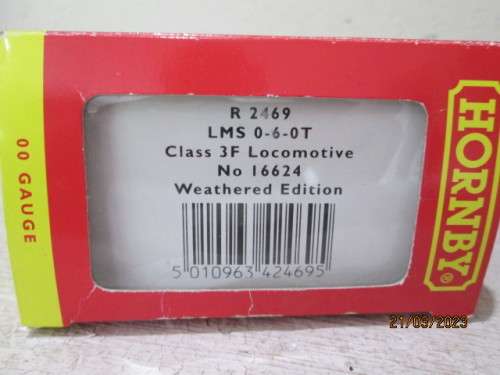 00 GAUGE
R 2469
LMS 0-6-0T
Class 3F Locomotive
No 16624
Weathered Edition
5 010963 424695
HORNBY®
21/03/2023